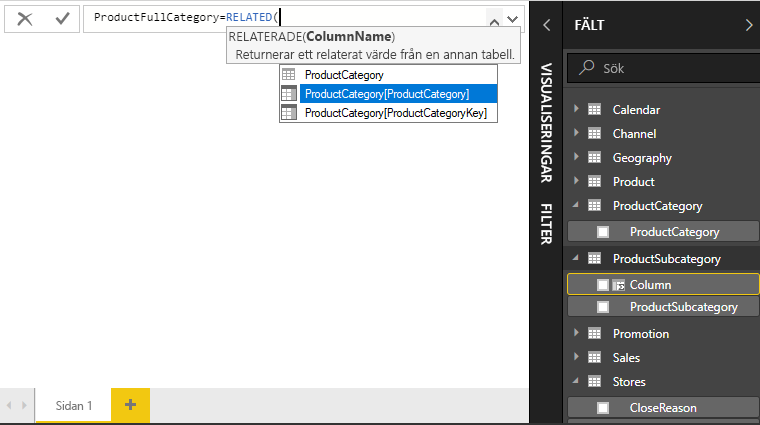 ProductFullCategory=RELATED(
RELATERADE(ColumnName)
Returnerar ett relaterat värde från en annan tabell.
ProductCategory
ProductCategory[ProductCategory]
ProductCategory[ProductCategoryKey]
Sidan 1
VISUALISERINGAR
FILTER
FÄLT
Sök
Calendar
Channel
Geography
Product
ProductCategory
ProductCategory
ProductSubcategory
Column
ProductSubcategory
Promotion
Sales
Stores
CloseReason